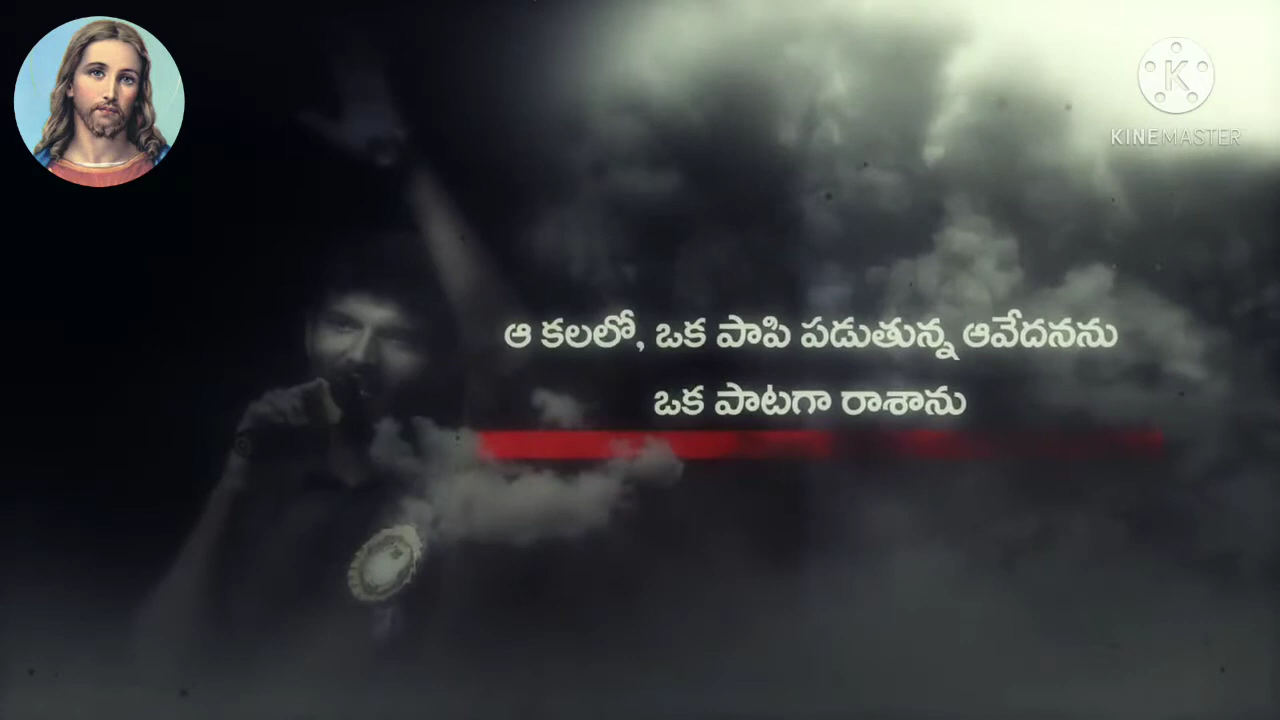 KINEMASTER
ఆ కలలో, ఒక పాపి పడుతున్న ఆవేదనను
ఒక పాటగా రాశాను